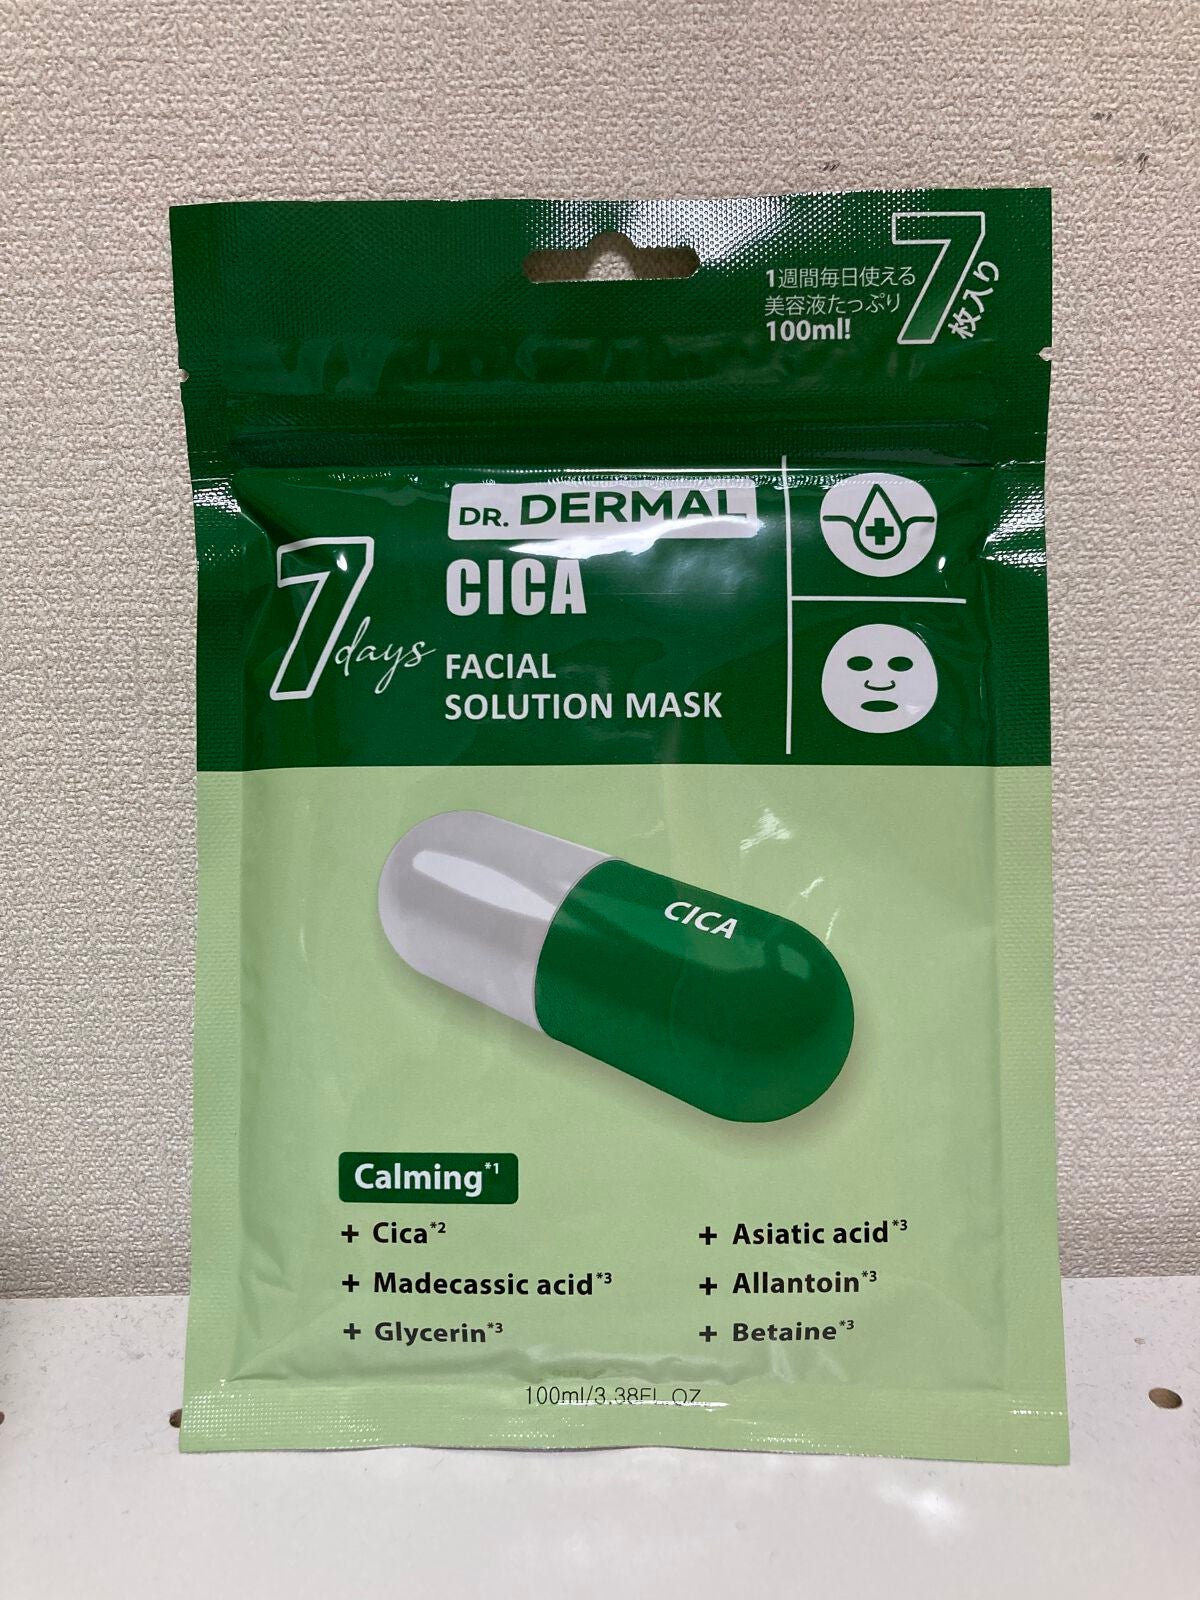 1週間毎日使える
美容液たっぷり
100ml!
7枚入り
DR. DERMAL
7days
CICA
FACIAL
SOLUTION MASK
CICA
Calming*1
+ Cica*2
+ Madecassic acid*3
+ Glycerin*3
+ Asiatic acid*3
+ Allantoin*3
+ Betaine*3
100ml/3.38FL.OZ